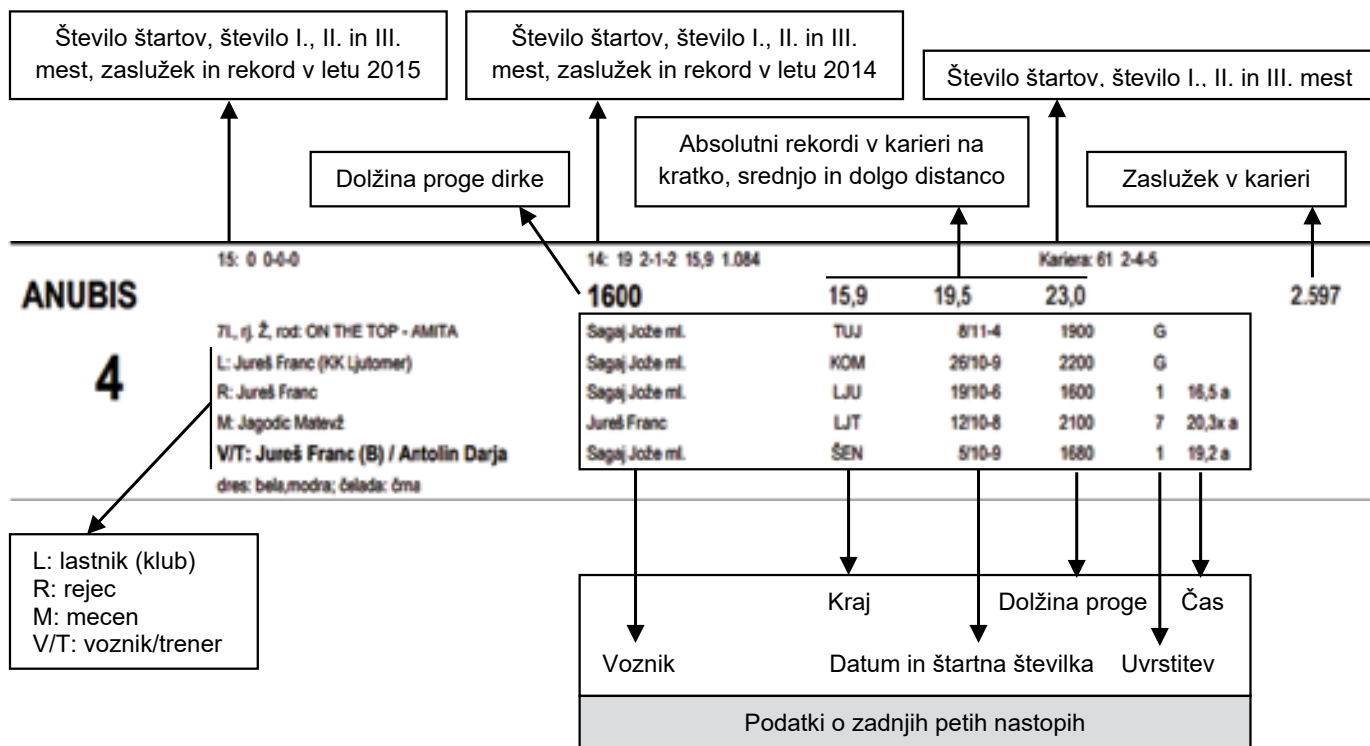 Število štartov, število I., II. in III.
mest, zaslužek in rekord v letu 2015
Število štartov, število I., II. in III.
mest, zaslužek in rekord v letu 2014
Število štartov, število I., II. in III. mest
Dolžina proge dirke
Absolutni rekordi v karieri na
kratko, srednjo in dolgo distanco
Zaslužek v karieri
15: 0 0-0-0 14: 19 2-1-2 15,9 1.084 Kariera: 61 2-4-5
ANUBIS 1600 15,9 19,5 23,0 2.597
7l., rj. Ž, rod: ON THE TOP - AMITA Sagaj Jože ml. TUJ 8/11-4 1900 G
4
L: Jureš Franc (KK Ljutomer) Sagaj Jože ml. KOM 26/10-9 2200 G
R: Jureš Franc Sagaj Jože ml. LJU 19/10-6 1600 1 16,5 a
M: Jagodic Matevž Jureš Franc LJT 12/10-8 2100 7 20,3x a
V/T: Jureš Franc (B) / Antolin Darja Sagaj Jože ml. ŠEN 5/10-9 1680 1 19,2 a
dres: bela,modra; čelada: črna
L: lastnik (klub)
R: rejec
M: mecen
V/T: voznik/trener
Kraj Dolžina proge Čas
Voznik Datum in štartna številka Uvrstitev
Podatki o zadnjih petih nastopih